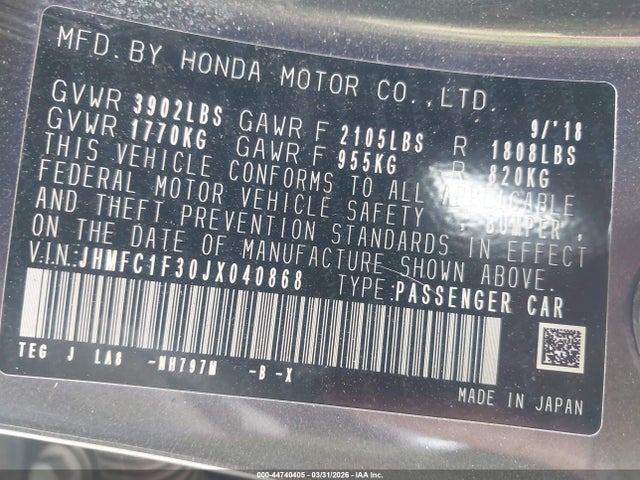 MFD. BY HONDA MOTOR CO.,LTD.
9/'18
GVWR 3902LBS GAWR F 2105LBS R 1808LBS
GVWR 1770KG GAWR F 955KG R 820KG
THIS VEHICLE CONFORMS TO ALL APPLICABLE
FEDERAL MOTOR VEHICLE SAFETY , BUMPER ,
AND THEFT PREVENTION STANDARDS IN EFFECT
ON THE DATE OF MANUFACTURE SHOWN ABOVE.
V.I.N.: JHMFC1F30JX040868 TYPE: PASSENGER CAR
TEG J LA8 -NH797M -B -X
MADE IN JAPAN
000-44740405 - 03/31/2026 - IAA Inc.